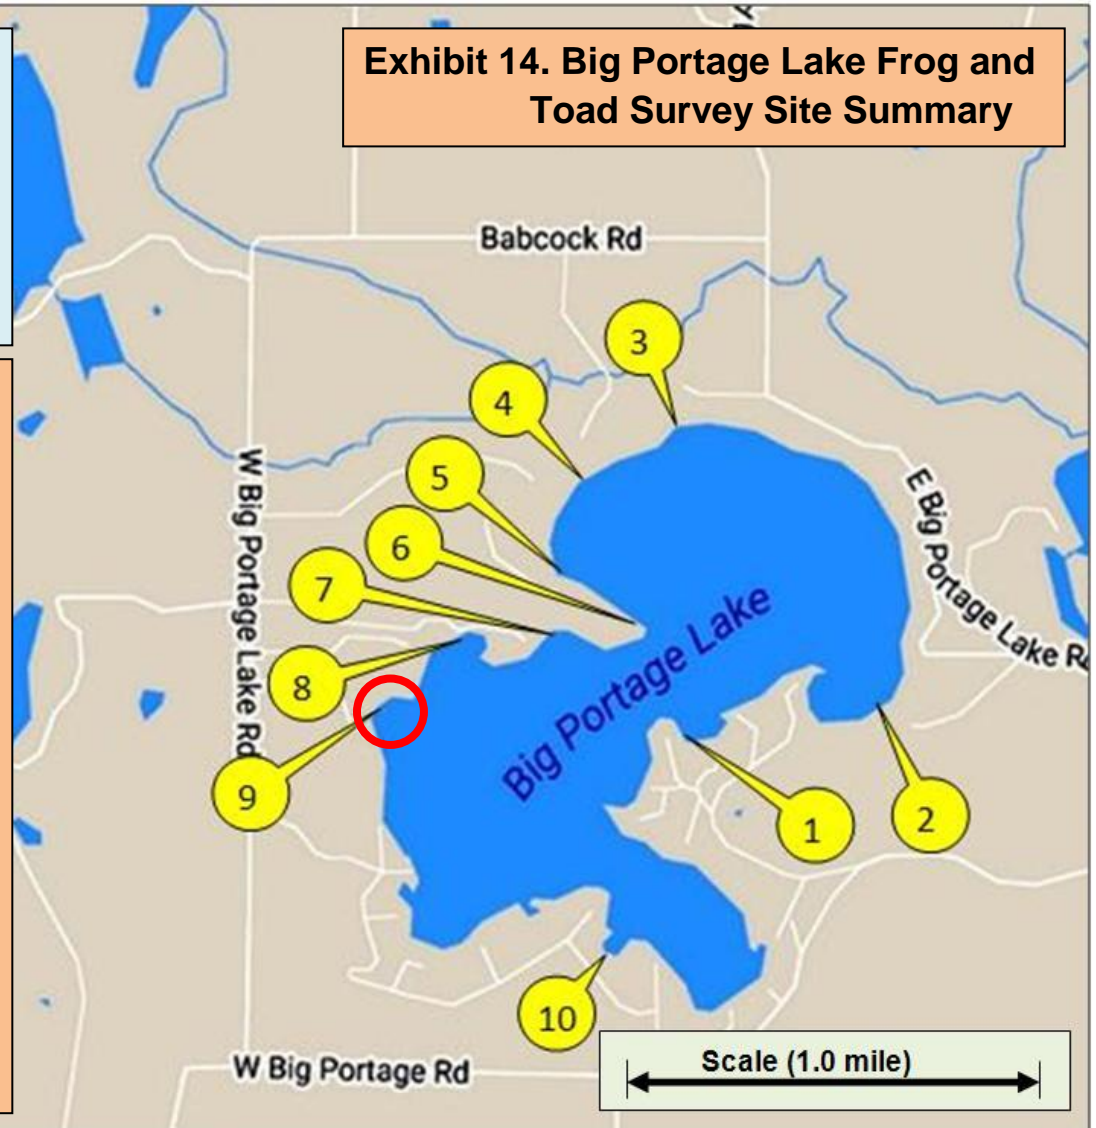 Exhibit 14. Big Portage Lake Frog and
Toad Survey Site Summary
Babcock Rd
3
4
5
6
7
8
9
W Big Portage Lake Rd
E Big Portage Lake R
Big Portage Lake
1
2
10
W Big Portage Rd
Scale (1.0 mile)